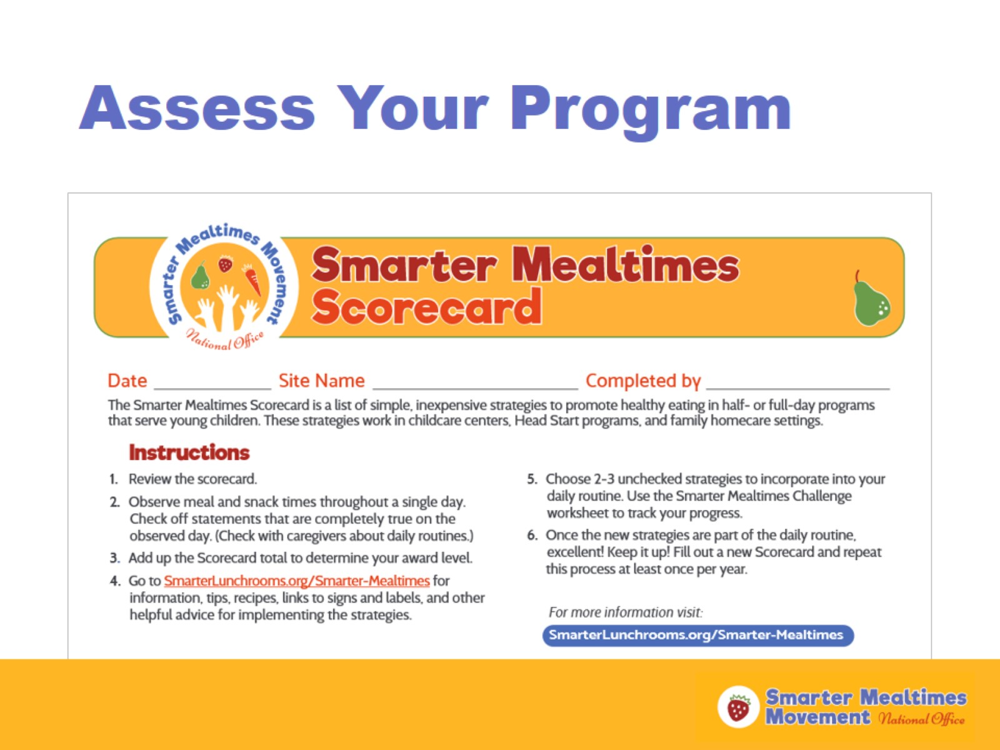 Assess Your Program
Smarter Mealtimes Movement
National Office
Smarter Mealtimes
Scorecard
Date ____________ Site Name _____________________ Completed by ___________________
The Smarter Mealtimes Scorecard is a list of simple, inexpensive strategies to promote healthy eating in half- or full-day programs
that serve young children. These strategies work in childcare centers, Head Start programs, and family homecare settings.
Instructions
1. Review the scorecard.
2. Observe meal and snack times throughout a single day.
Check off statements that are completely true on the
observed day. (Check with caregivers about daily routines.)
3. Add up the Scorecard total to determine your award level.
4. Go to SmarterLunchrooms.org/Smarter-Mealtimes for
information, tips, recipes, links to signs and labels, and other
helpful advice for implementing the strategies.
5. Choose 2-3 unchecked strategies to incorporate into your
daily routine. Use the Smarter Mealtimes Challenge
worksheet to track your progress.
6. Once the new strategies are part of the daily routine,
excellent! Keep it up! Fill out a new Scorecard and repeat
this process at least once per year.
For more information visit:
SmarterLunchrooms.org/Smarter-Mealtimes
Smarter Mealtimes
Movement National Office